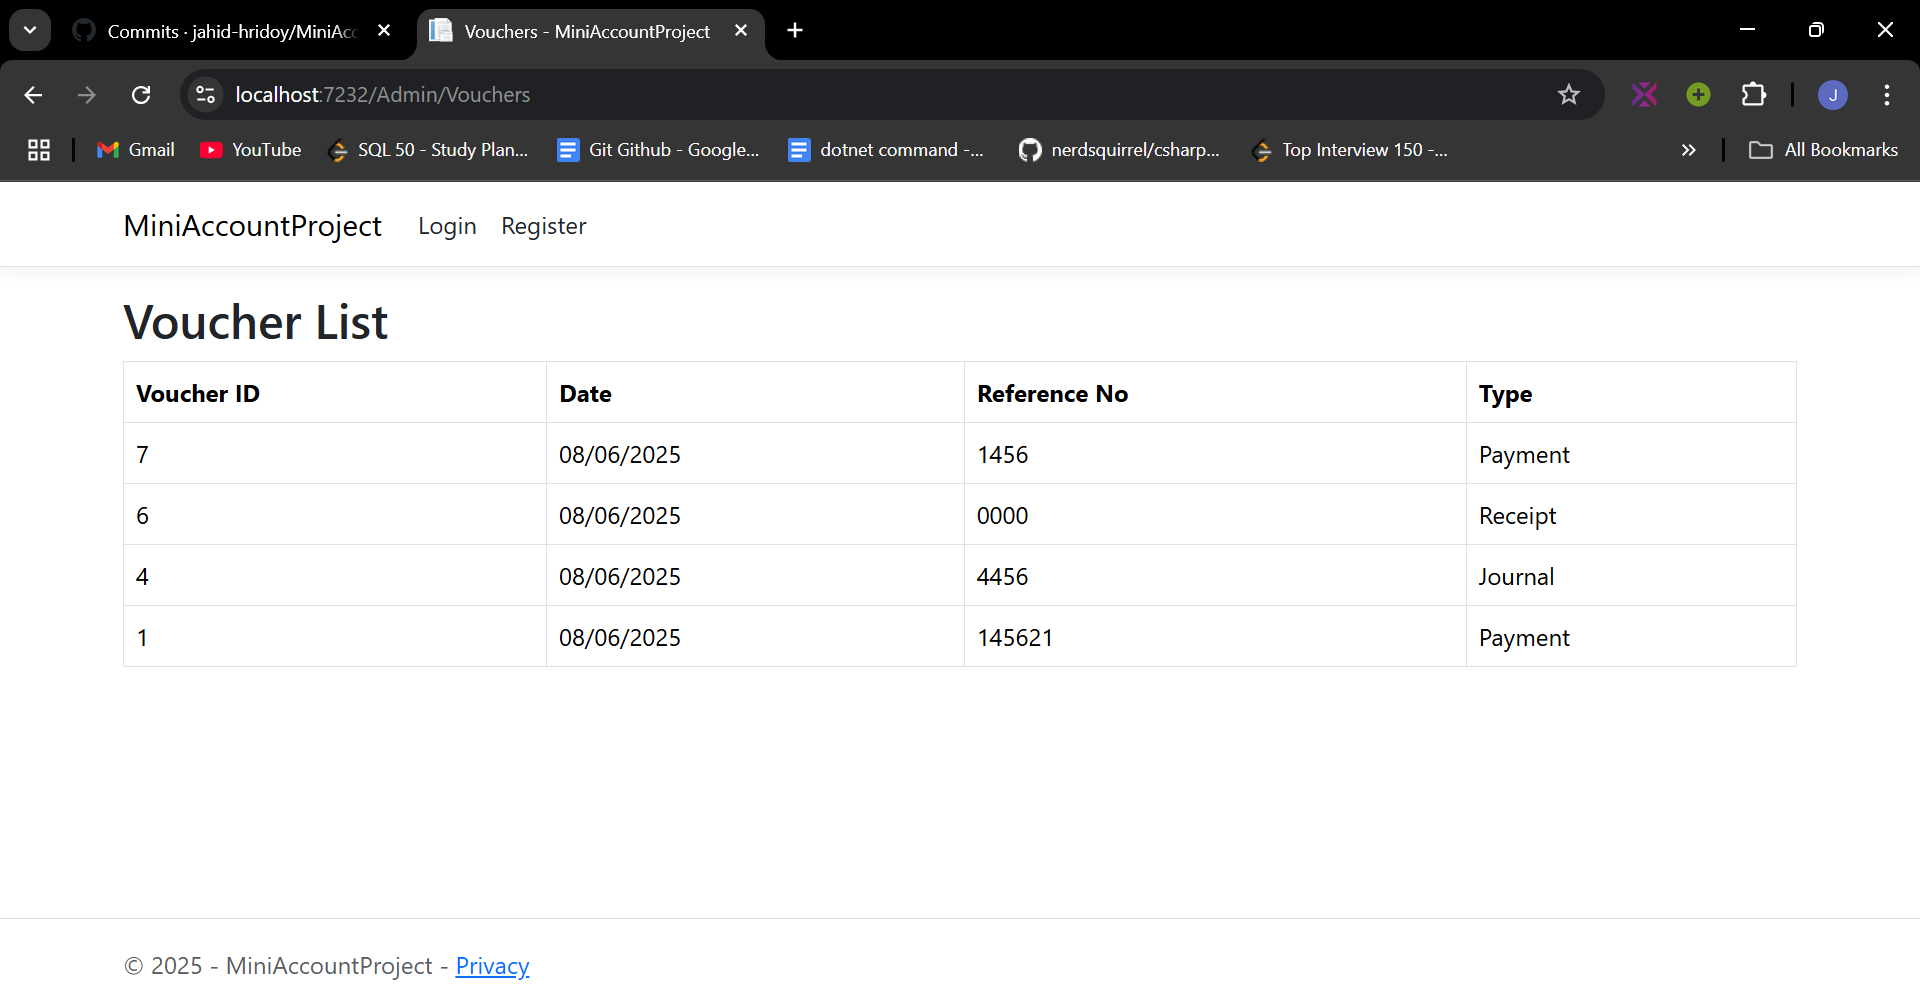 Commits · jahid-hridoy/MiniAcc
Vouchers - MiniAccountProject
localhost:7232/Admin/Vouchers
J
Gmail
YouTube
SQL 50 - Study Plan...
Git Github - Google...
dotnet command -...
nerdsquirrel/csharp...
Top Interview 150 -...
All Bookmarks
MiniAccountProject Login Register
Voucher List
Voucher ID Date Reference No Type
7 08/06/2025 1456 Payment
6 08/06/2025 0000 Receipt
4 08/06/2025 4456 Journal
1 08/06/2025 145621 Payment
© 2025 - MiniAccountProject - Privacy